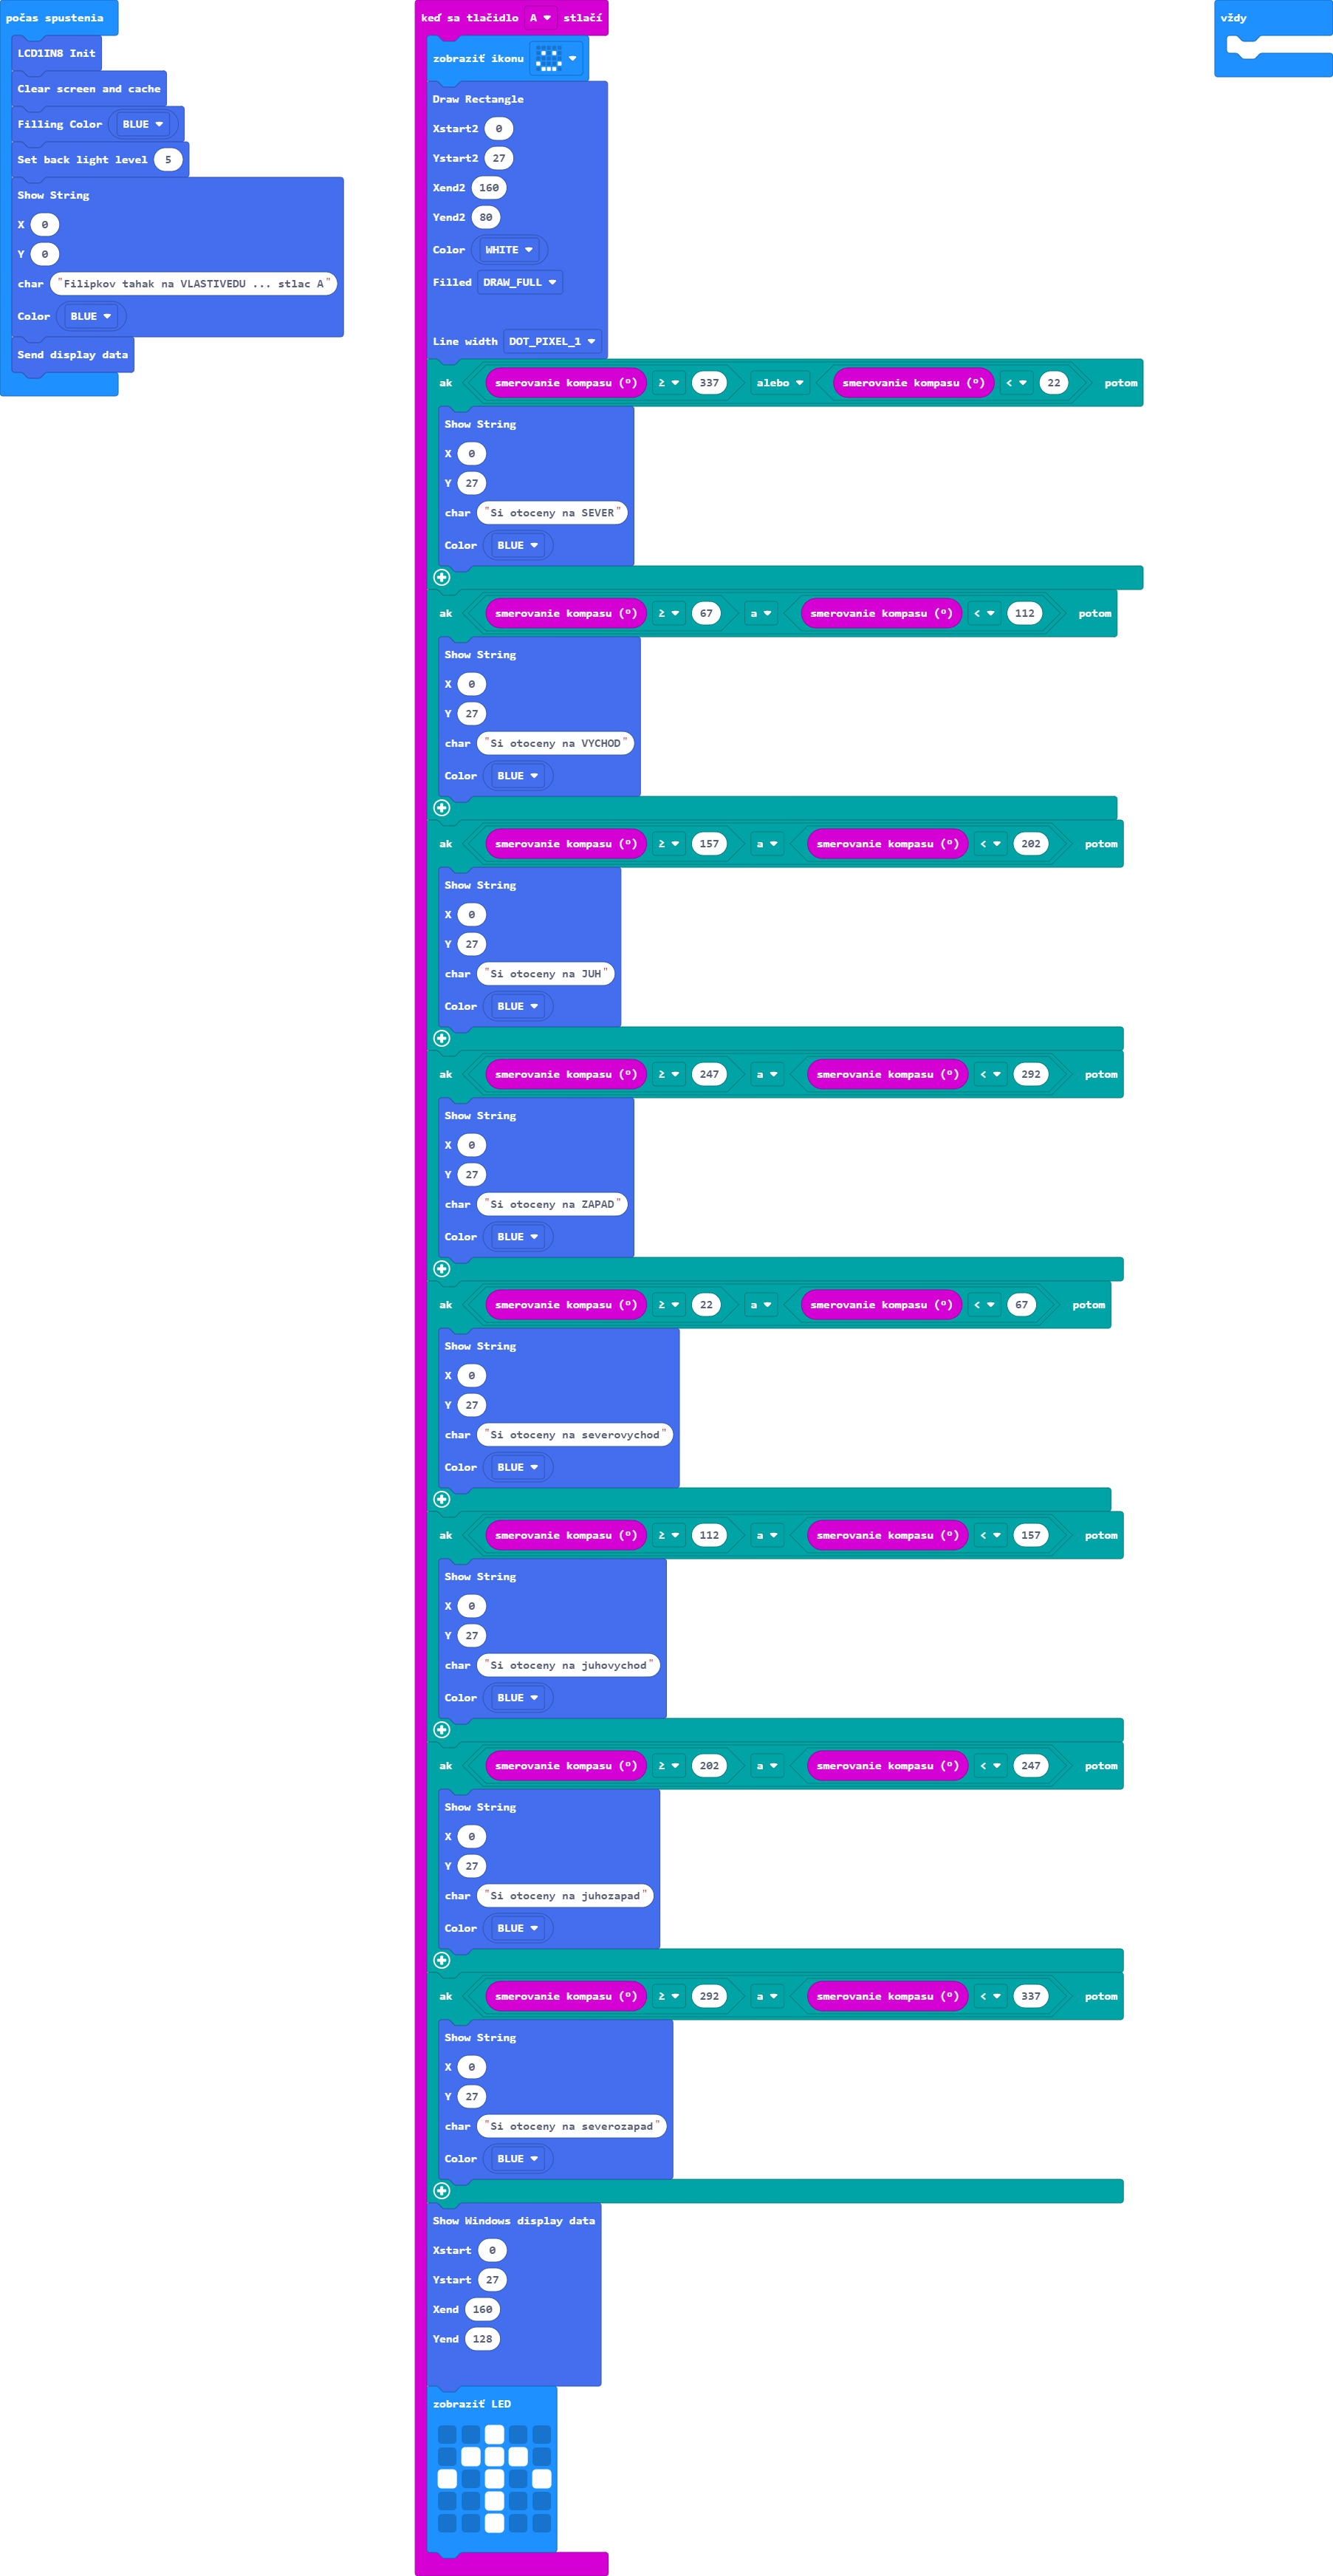 počas spustenia
LCD1IN8 Init
Clear screen and cache
Filling Color BLUE
Set back light level 5
Show String
X 0
Y 0
char "Filipkov tahak na VLASTIVEDU ... stlac A"
Color BLUE
Send display data
keď sa tlačidlo A stlačí
zobraziť ikonu
Draw Rectangle
Xstart2 0
Ystart2 27
Xend2 160
Yend2 80
Color WHITE
Filled DRAW_FULL
Line width DOT_PIXEL_1
ak smerovanie kompasu (º) ≥ 337 alebo smerovanie kompasu (º) < 22 potom
Show String
X 0
Y 27
char "Si otoceny na SEVER"
Color BLUE
ak smerovanie kompasu (º) ≥ 67 a smerovanie kompasu (º) < 112 potom
Show String
X 0
Y 27
char "Si otoceny na VYCHOD"
Color BLUE
ak smerovanie kompasu (º) ≥ 157 a smerovanie kompasu (º) < 202 potom
Show String
X 0
Y 27
char "Si otoceny na JUH"
Color BLUE
ak smerovanie kompasu (º) ≥ 247 a smerovanie kompasu (º) < 292 potom
Show String
X 0
Y 27
char "Si otoceny na ZAPAD"
Color BLUE
ak smerovanie kompasu (º) ≥ 22 a smerovanie kompasu (º) < 67 potom
Show String
X 0
Y 27
char "Si otoceny na severovychod"
Color BLUE
ak smerovanie kompasu (º) ≥ 112 a smerovanie kompasu (º) < 157 potom
Show String
X 0
Y 27
char "Si otoceny na juhovychod"
Color BLUE
ak smerovanie kompasu (º) ≥ 202 a smerovanie kompasu (º) < 247 potom
Show String
X 0
Y 27
char "Si otoceny na juhozapad"
Color BLUE
ak smerovanie kompasu (º) ≥ 292 a smerovanie kompasu (º) < 337 potom
Show String
X 0
Y 27
char "Si otoceny na severozapad"
Color BLUE
Show Windows display data
Xstart 0
Ystart 27
Xend 160
Yend 128
zobraziť LED
vždy